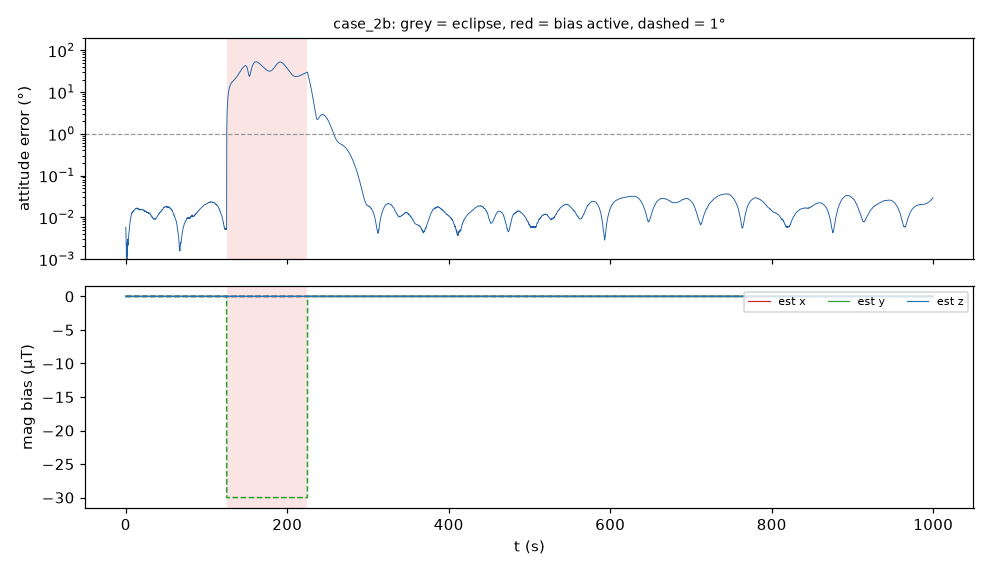 case_2b: grey = eclipse, red = bias active, dashed = 1°
attitude error (°)
10²
10¹
10⁰
10⁻¹
10⁻²
10⁻³
mag bias (μT)
0
−5
−10
−15
−20
−25
−30
est x est y est z
0 200 400 600 800 1000
t (s)